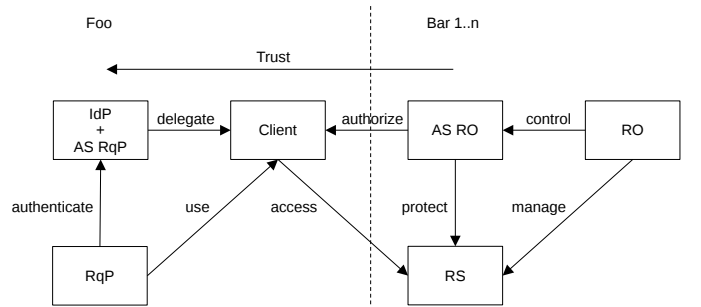 Foo
Bar 1..n
Trust
IdP
+
AS RqP
delegate
Client
authorize
AS RO
control
RO
authenticate
use
access
protect
manage
RqP
RS